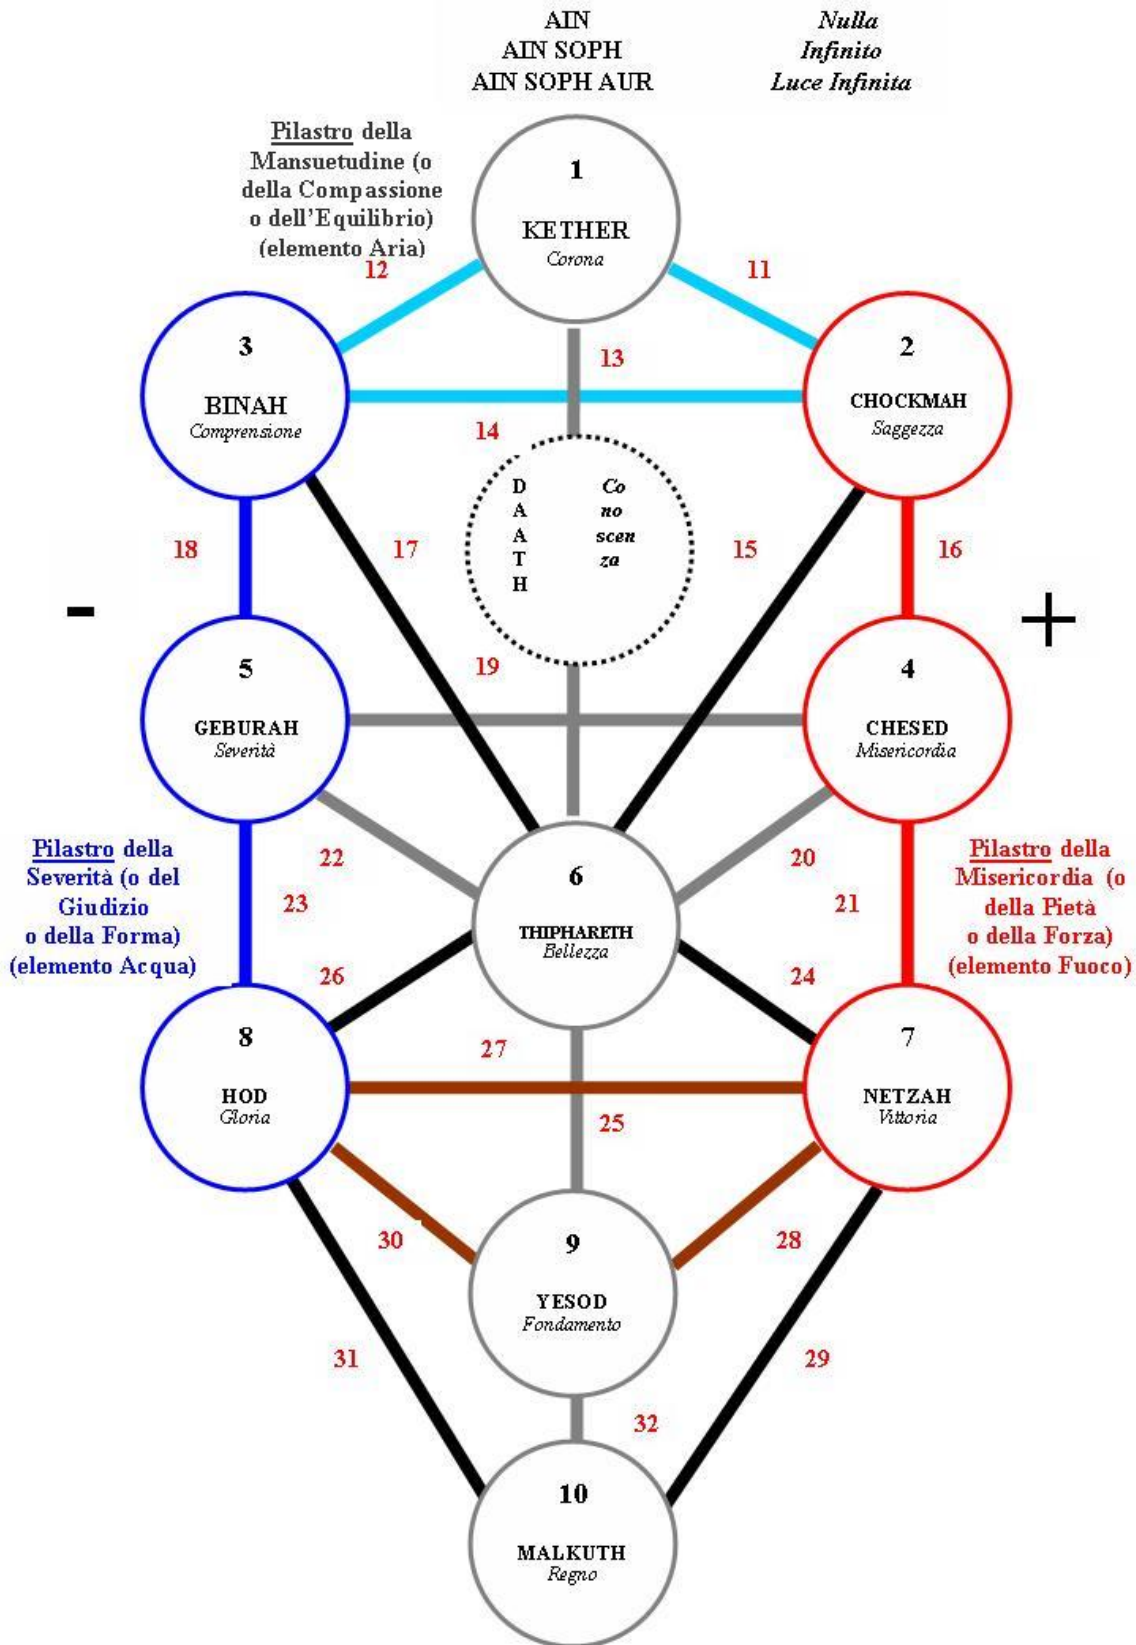 AIN
AIN SOPH
AIN SOPH AUR
Nulla
Infinito
Luce Infinita
Pilastro della
Mansuetudine (o
della Compassione
o dell'Equilibrio)
(elemento Aria)
1
KETHER
Corona
12
11
3
BINAH
Comprensione
13
2
CHOCKMAH
Saggezza
14
D
A
A
T
H
Co
no
scen
za
18
17
15
16
-
+
19
5
GEBURAH
Severità
4
CHESED
Misericordia
Pilastro della
Severità (o del
Giudizio
o della Forma)
(elemento Acqua)
22
23
26
6
THIPHARETH
Bellezza
20
21
24
Pilastro della
Misericordia (o
della Pietà
o della Forza)
(elemento Fuoco)
8
HOD
Gloria
27
25
7
NETZAH
Vittoria
30
9
YESOD
Fondamento
28
31
29
32
10
MALKUTH
Regno